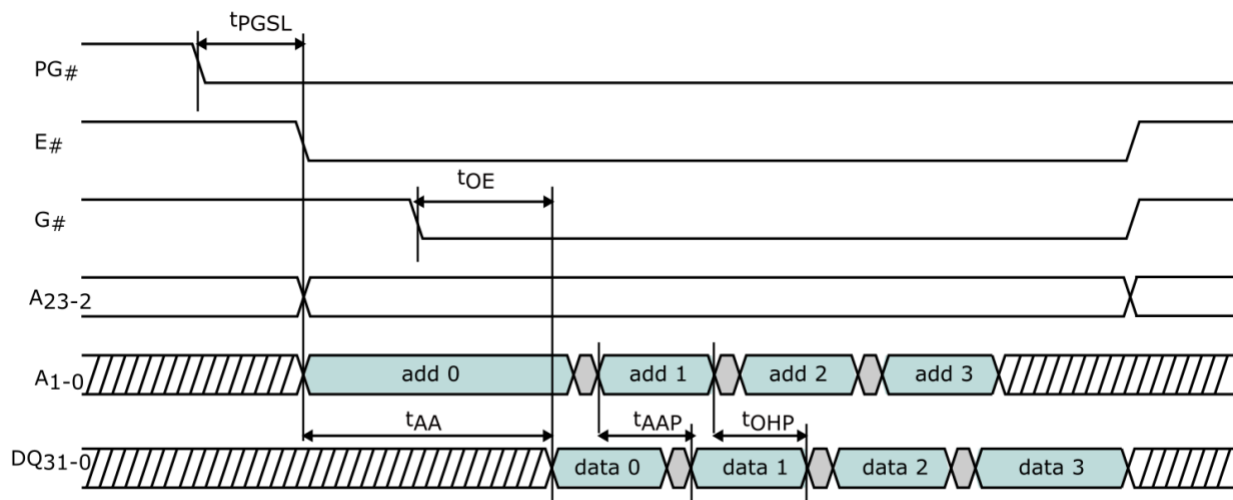 tPGSL
PG#
E#
tOE
G#
A23-2
A1-0 add 0 add 1 add 2 add 3
tAA tAAP tOHP
DQ31-0 data 0 data 1 data 2 data 3